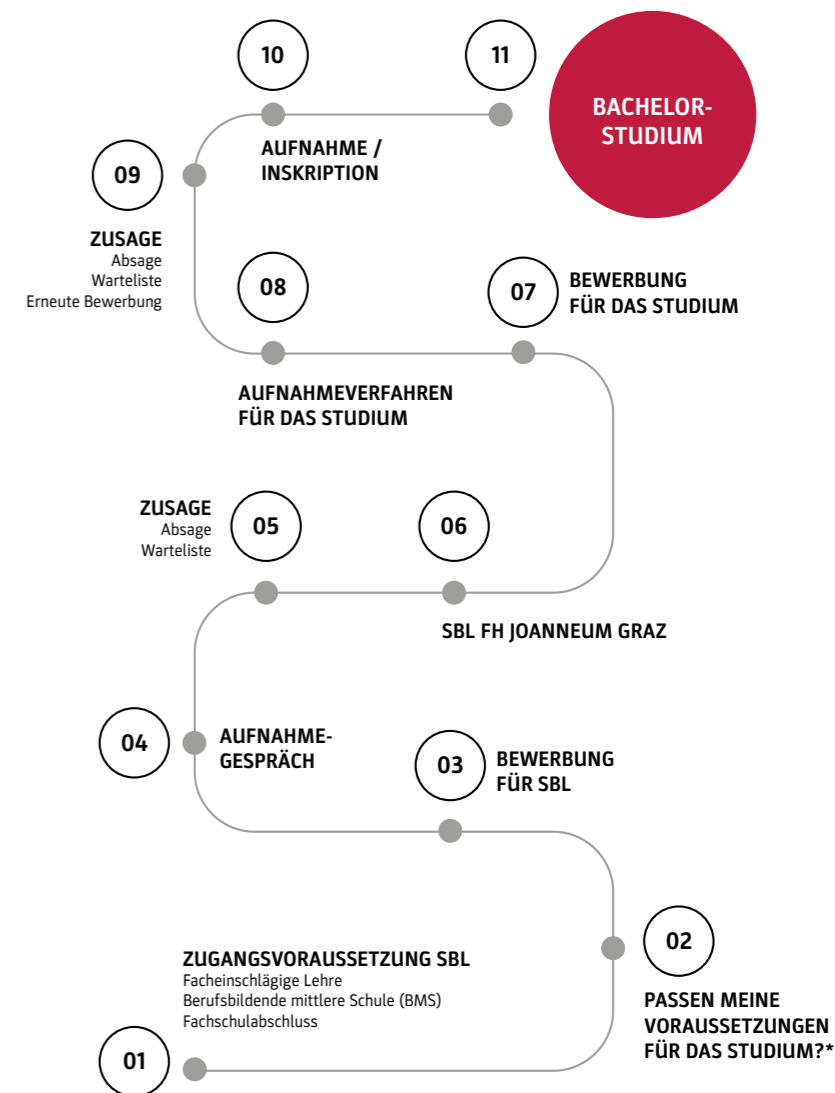 10
11
BACHELOR-
STUDIUM
AUFNAHME /
INSKRIPTION
09
ZUSAGE
Absage
Warteliste
Erneute Bewerbung
08
07
BEWERBUNG
FÜR DAS STUDIUM
AUFNAHMEVERFAHREN
FÜR DAS STUDIUM
ZUSAGE
Absage
Warteliste
05
06
SBL FH JOANNEUM GRAZ
04
AUFNAHME-
GESPRÄCH
03
BEWERBUNG
FÜR SBL
ZUGANGSVORAUSSETZUNG SBL
Facheinschlägige Lehre
Berufsbildende mittlere Schule (BMS)
Fachschulabschluss
02
PASSEN MEINE
VORAUSSETZUNGEN
FÜR DAS STUDIUM?*
01